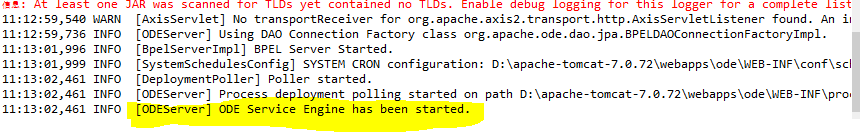 At least one JAR was scanned for TLDs yet contained no TLDs. Enable debug logging for this logger for a complete list
11:12:59,540 WARN [AxisServlet] No transportReceiver for org.apache.axis2.transport.http.AxisServletListener found. An in
11:12:59,736 INFO [ODEServer] Using DAO Connection Factory class org.apache.ode.dao.jpa.BPELDAOConnectionFactoryImpl.
11:13:01,996 INFO [BpelServerImpl] BPEL Server Started.
11:13:01,999 INFO [SystemSchedulesConfig] SYSTEM CRON configuration: D:\apache-tomcat-7.0.72\webapps\ode\WEB-INF\conf\sch
11:13:02,461 INFO [DeploymentPoller] Poller started.
11:13:02,461 INFO [ODEServer] Process deployment polling started on path D:\apache-tomcat-7.0.72\webapps\ode\WEB-INF\proc
11:13:02,461 INFO [ODEServer] ODE Service Engine has been started.